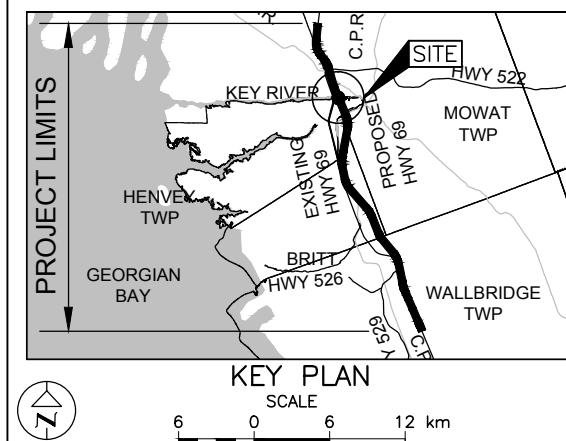 PROJECT LIMITS
C.P.R
SITE
HWY 522
KEY RIVER
MOWAT
TWP
EXISTING
HWY 69
PROPOSED
HWY 69
HENVEY
TWP
BRITT
HWY 526
GEORGIAN
BAY
WALLBRIDGE
TWP
Y 529
C.P
KEY PLAN
SCALE
6 0 6 12 km
N